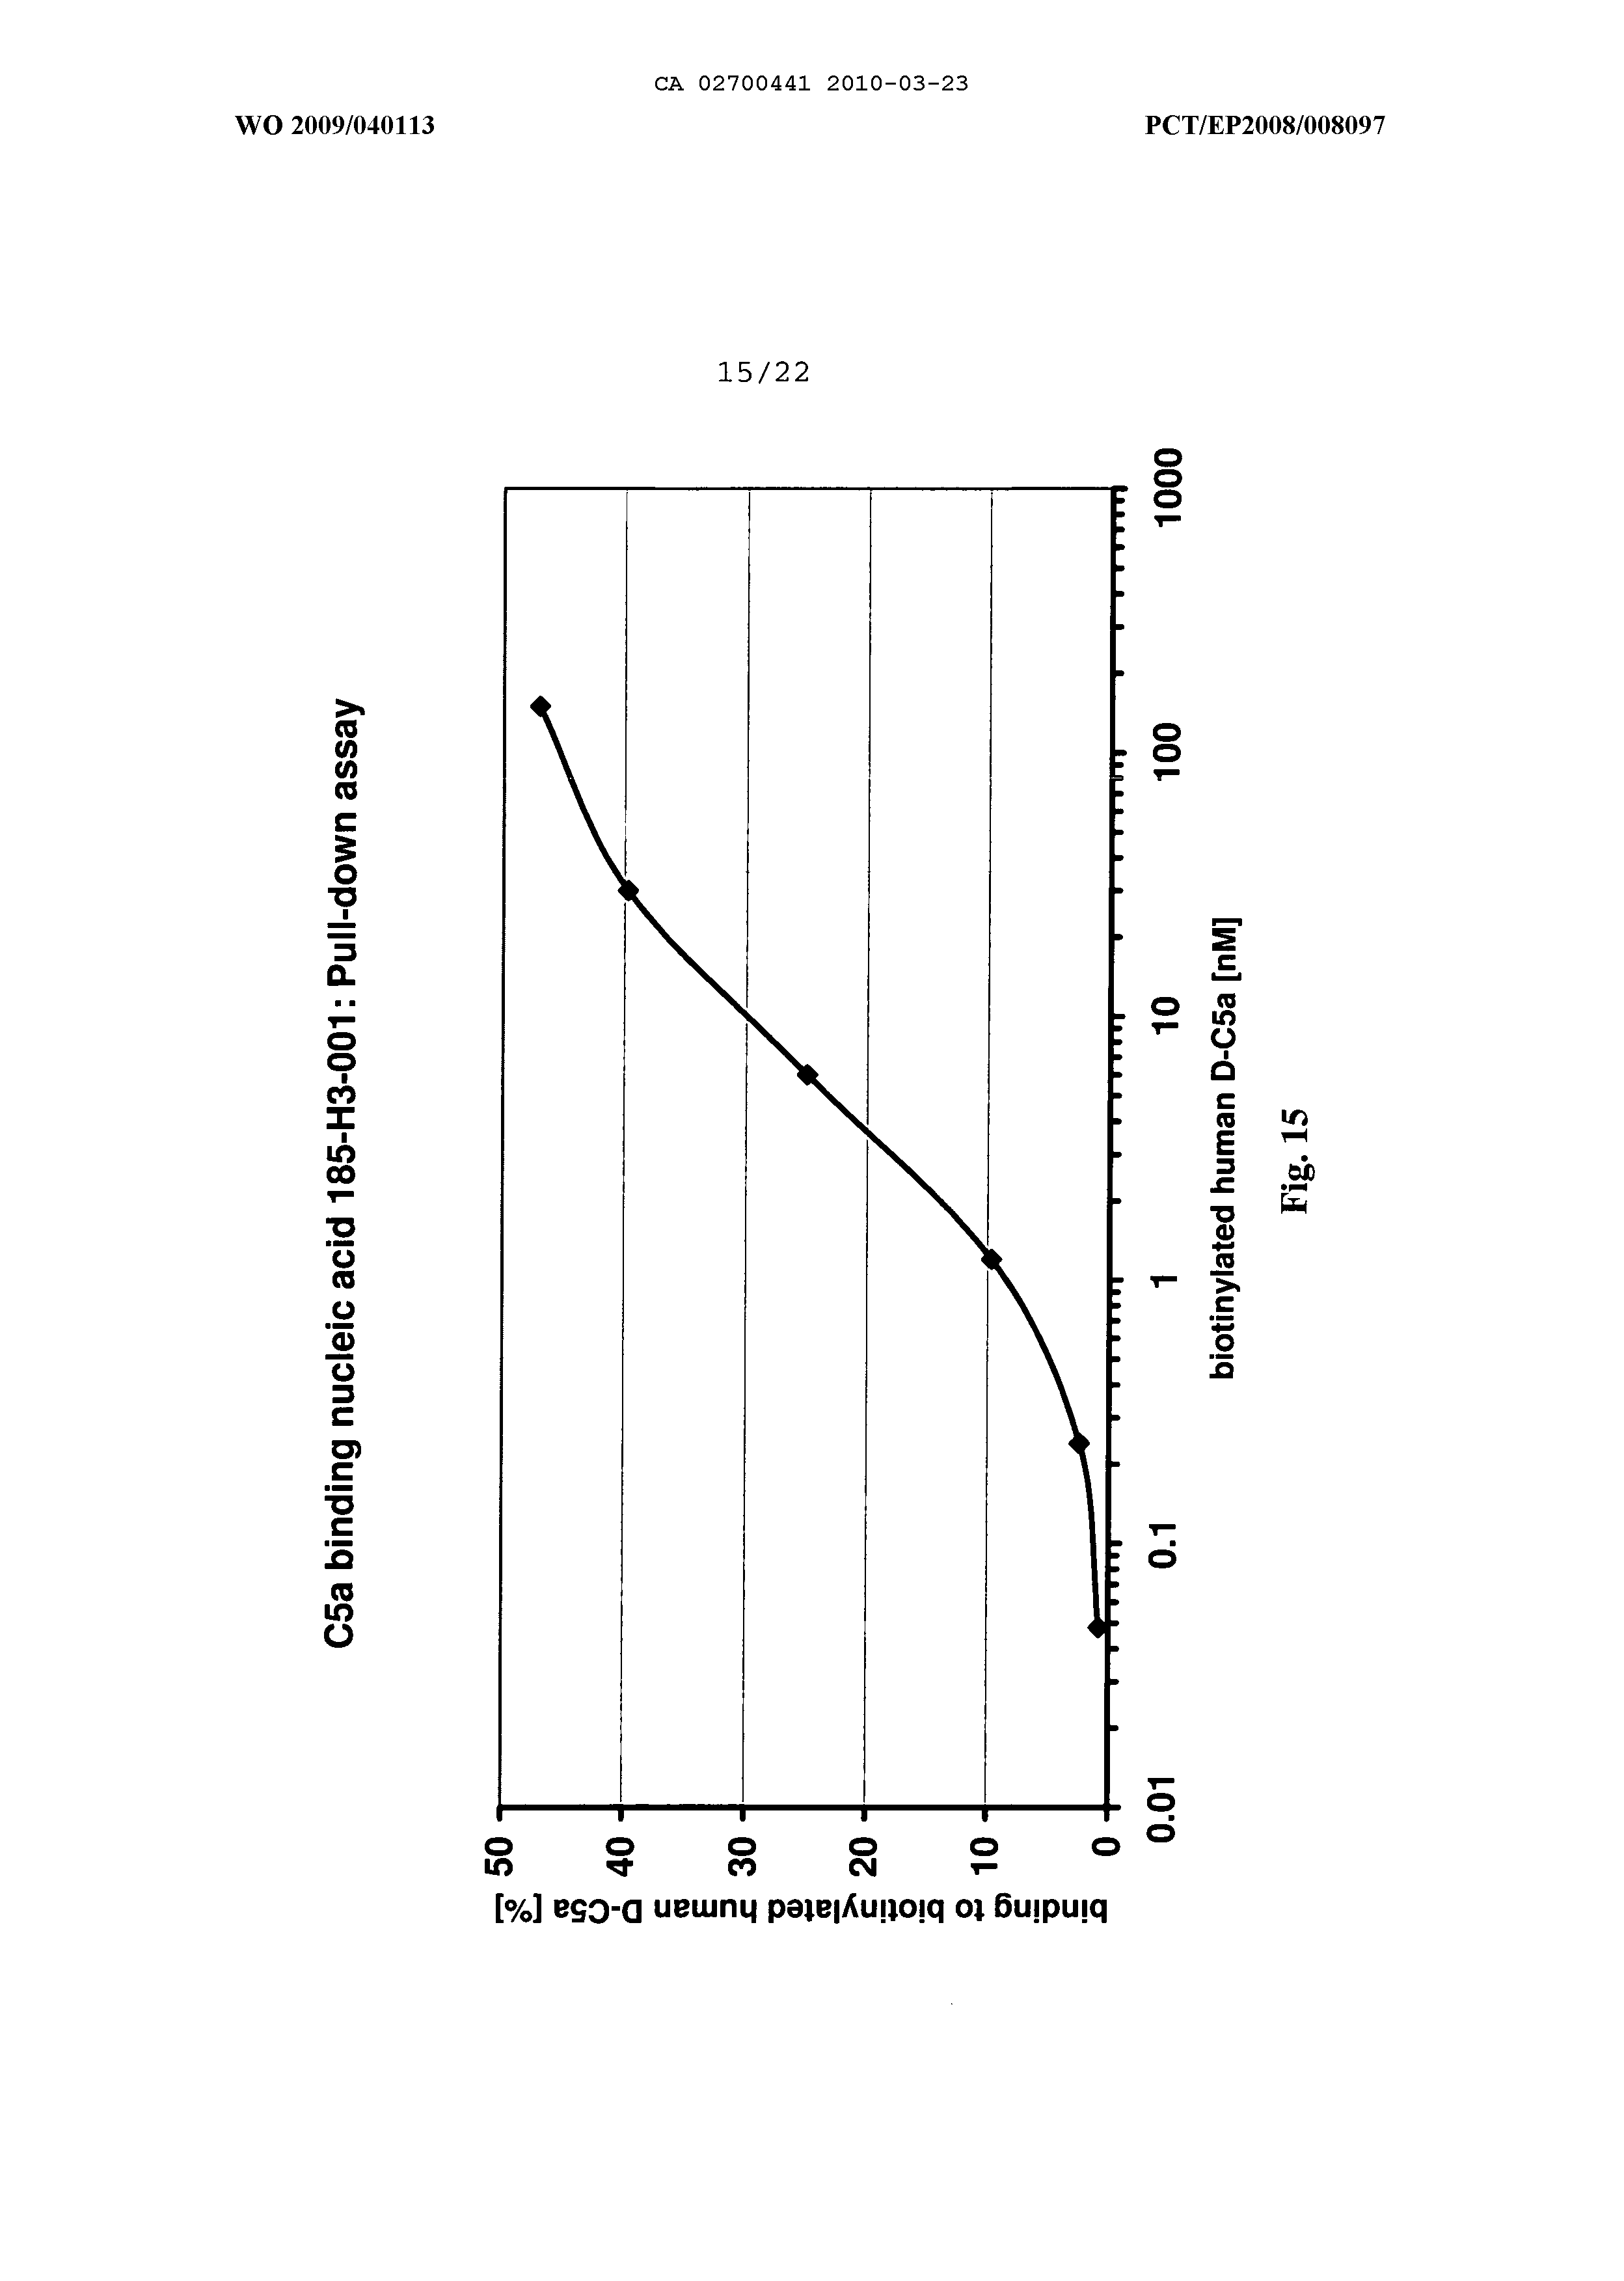 CA 02700441 2010-03-23
WO 2009/040113
PCT/EP2008/008097
15/22
C5a binding nucleic acid 185-H3-001: Pull-down assay
binding to biotinylated human D-C5a [%]
50
40
30
20
10
0
0.01
0.1
1
10
100
1000
biotinylated human D-C5a [nM]
Fig. 15